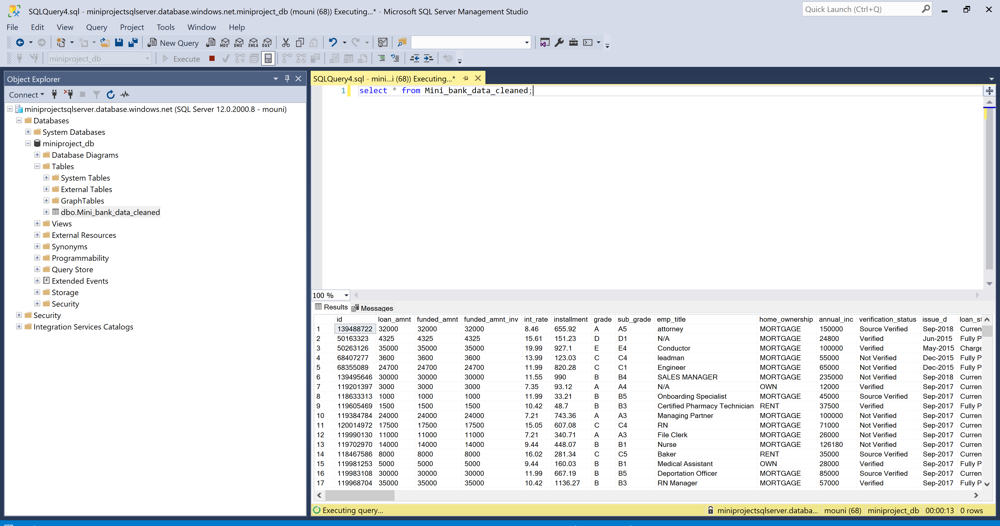 SQLQuery4.sql - miniprojectsqlserver.database.windows.net.miniproject_db (mouni (68)) Executing...* - Microsoft SQL Server Management Studio
Quick Launch (Ctrl+Q)
File Edit View Query Project Tools Window Help
New Query MDX DMX XMLA DAX
miniproject_db Execute
Object Explorer
Connect
miniprojectsqlserver.database.windows.net (SQL Server 12.0.2000.8 - mouni)
Databases
System Databases
miniproject_db
Database Diagrams
Tables
System Tables
External Tables
GraphTables
dbo.Mini_bank_data_cleaned
Views
External Resources
Synonyms
Programmability
Query Store
Extended Events
Storage
Security
Security
Integration Services Catalogs
SQLQuery4.sql - mini...i (68)) Executing...*
1 select * from Mini_bank_data_cleaned;
100 %
Results Messages
id loan_amnt funded_amnt funded_amnt_inv int_rate installment grade sub_grade emp_title home_ownership annual_inc verification_status issue_d loan_st
1 139488722 32000 32000 32000 8.46 655.92 A A5 attorney MORTGAGE 150000 Source Verified Sep-2018 Curren
2 50163323 4325 4325 4325 15.61 151.23 D D1 N/A MORTGAGE 24800 Verified Jun-2015 Fully P
3 50263126 35000 35000 35000 19.99 927.1 E E4 Conductor MORTGAGE 100000 Verified May-2015 Charge
4 68407277 3600 3600 3600 13.99 123.03 C C4 leadman MORTGAGE 55000 Not Verified Dec-2015 Fully P
5 68355089 24700 24700 24700 11.99 820.28 C C1 Engineer MORTGAGE 65000 Not Verified Dec-2015 Fully P
6 139495646 30000 30000 30000 11.55 990 B B4 SALES MANAGER MORTGAGE 235000 Not Verified Sep-2018 Curren
7 119201397 3000 3000 3000 7.35 93.12 A A4 N/A OWN 12000 Verified Sep-2017 Curren
8 118633313 1000 1000 1000 11.99 33.21 B B5 Onboarding Specialist MORTGAGE 45000 Source Verified Sep-2017 Curren
9 119605469 1500 1500 1500 10.42 48.7 B B3 Certified Pharmacy Technician RENT 37500 Verified Sep-2017 Fully P
10 119384784 24000 24000 24000 7.21 743.36 A A3 Managing Partner MORTGAGE 100000 Not Verified Sep-2017 Curren
11 120014972 17500 17500 17500 15.05 607.08 C C4 RN MORTGAGE 71000 Not Verified Sep-2017 Curren
12 119990130 11000 11000 11000 7.21 340.71 A A3 File Clerk MORTGAGE 26000 Not Verified Sep-2017 Curren
13 119702970 14000 14000 14000 9.44 448.07 B B1 Nurse MORTGAGE 126180 Not Verified Sep-2017 Curren
14 118467586 8000 8000 8000 16.02 281.34 C C5 Baker RENT 35000 Source Verified Sep-2017 Curren
15 119981253 5000 5000 5000 9.44 160.03 B B1 Medical Assistant OWN 28000 Verified Sep-2017 Fully P
16 119983108 30000 30000 30000 11.99 667.19 B B5 Deportation Officer MORTGAGE 85000 Source Verified Sep-2017 Curren
17 119968704 35000 35000 35000 10.42 1136.27 B B3 RN Manager MORTGAGE 57000 Verified Sep-2017 Fully P
Executing query... miniprojectsqlserver.databa... mouni (68) miniproject_db 00:00:13 0 rows